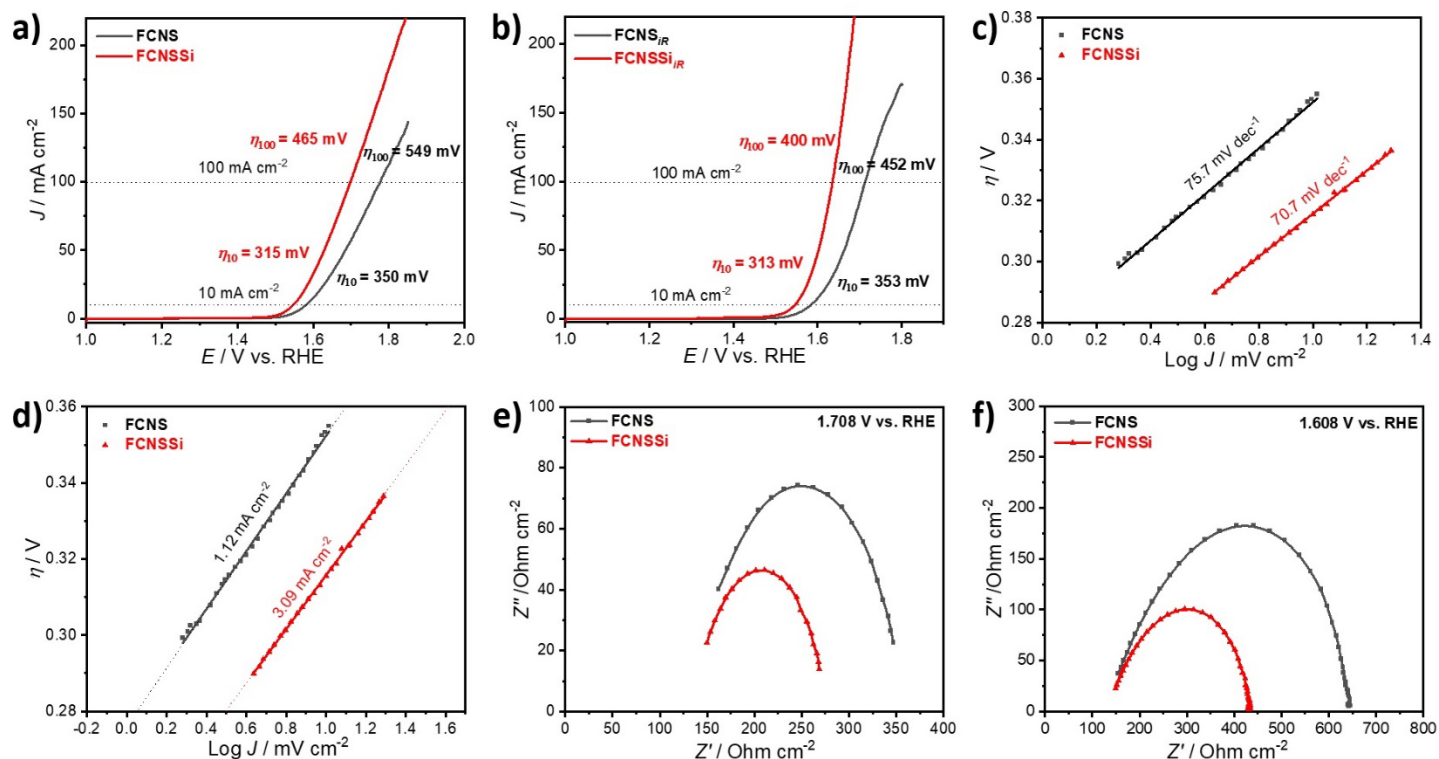 a)
FCNS
FCNSSi
200
150
100
50
0
J / mA cm⁻²
η₁₀₀ = 465 mV
η₁₀₀ = 549 mV
100 mA cm⁻²
η₁₀ = 315 mV
η₁₀ = 350 mV
10 mA cm⁻²
1.0 1.2 1.4 1.6 1.8 2.0
E / V vs. RHE
b)
FCNS_iR
FCNSSi_iR
200
150
100
50
0
J / mA cm⁻²
η₁₀₀ = 400 mV
η₁₀₀ = 452 mV
100 mA cm⁻²
η₁₀ = 313 mV
η₁₀ = 353 mV
10 mA cm⁻²
1.0 1.2 1.4 1.6 1.8
E / V vs. RHE
c)
FCNS
FCNSSi
0.38
0.36
0.34
0.32
0.30
0.28
η / V
75.7 mV dec⁻¹
70.7 mV dec⁻¹
0.0 0.2 0.4 0.6 0.8 1.0 1.2 1.4
Log J / mV cm⁻²
d)
FCNS
FCNSSi
0.36
0.34
0.32
0.30
0.28
η / V
1.12 mA cm⁻²
3.09 mA cm⁻²
-0.2 0.0 0.2 0.4 0.6 0.8 1.0 1.2 1.4 1.6
Log J / mV cm⁻²
e)
FCNS
FCNSSi
1.708 V vs. RHE
100
80
60
40
20
0
Z'' /Ohm cm⁻²
0 50 100 150 200 250 300 350 400
Z' / Ohm cm⁻²
f)
FCNS
FCNSSi
1.608 V vs. RHE
300
250
200
150
100
50
0
Z'' /Ohm cm⁻²
0 100 200 300 400 500 600 700 800
Z' / Ohm cm⁻²